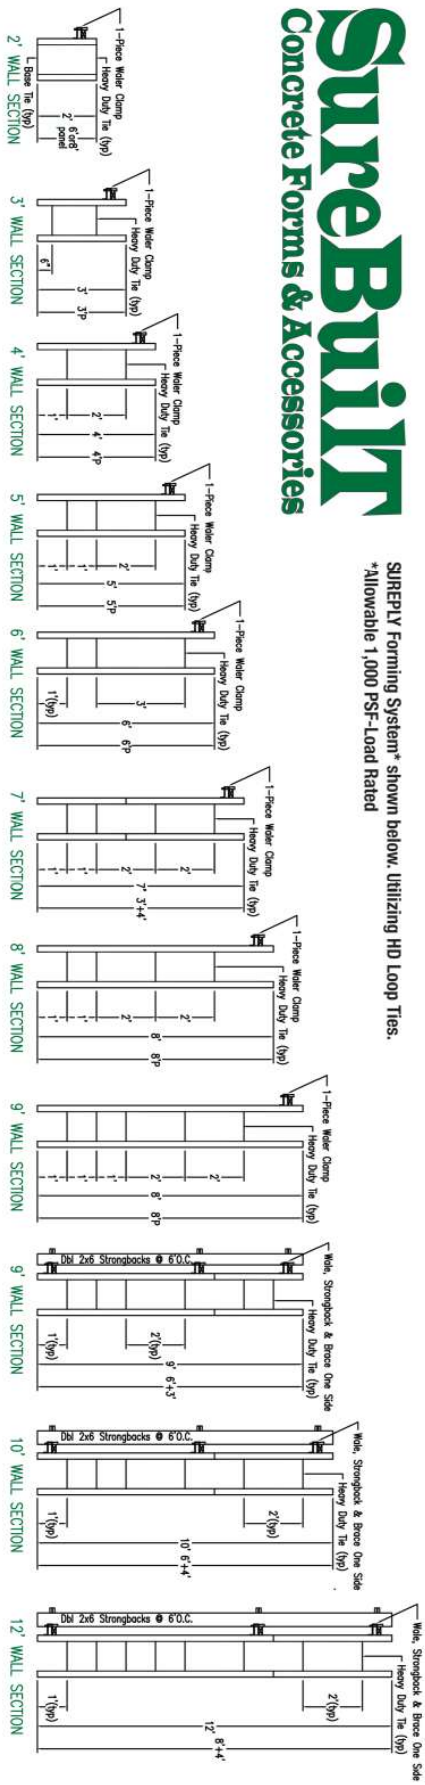 SureBuilt
Concrete Forms & Accessories
SUREPLY Forming System* shown below. Utilizing HD Loop Ties.
*Allowable 1,000 PSF-Load Rated
1-Piece Waler Clamp
Heavy Duty Tie (typ)
2'
6'or8'
panel
Base Tie (typ)
2' WALL SECTION
1-Piece Waler Clamp
Heavy Duty Tie (typ)
6"
3'
3'P
3' WALL SECTION
1-Piece Waler Clamp
Heavy Duty Tie (typ)
2'
1'
4'
4'P
4' WALL SECTION
1-Piece Waler Clamp
Heavy Duty Tie (typ)
2'
1'
1'
5'
5'P
5' WALL SECTION
1-Piece Waler Clamp
Heavy Duty Tie (typ)
3'
1'(typ)
6'
6'P
6' WALL SECTION
1-Piece Waler Clamp
Heavy Duty Tie (typ)
2'
2'
1'
1'
7'
3'+4'
7' WALL SECTION
1-Piece Waler Clamp
Heavy Duty Tie (typ)
2'
2'
1'
1'
8'
8'P
8' WALL SECTION
1-Piece Waler Clamp
Heavy Duty Tie (typ)
2'
2'
1'
1'
1'
8'
8'P
9' WALL SECTION
Wale, Strongback & Brace One Side
Heavy Duty Tie (typ)
Dbl 2x6 Strongbacks @ 6'O.C.
2'(typ)
1'(typ)
9'
6'+3'
9' WALL SECTION
Wale, Strongback & Brace One Side
Heavy Duty Tie (typ)
Dbl 2x6 Strongbacks @ 6'O.C.
2'(typ)
1'(typ)
10'
6'+4'
10' WALL SECTION
Wale, Strongback & Brace One Side
Heavy Duty Tie (typ)
Dbl 2x6 Strongbacks @ 6'O.C.
2'(typ)
1'(typ)
12'
8'+4'
12' WALL SECTION